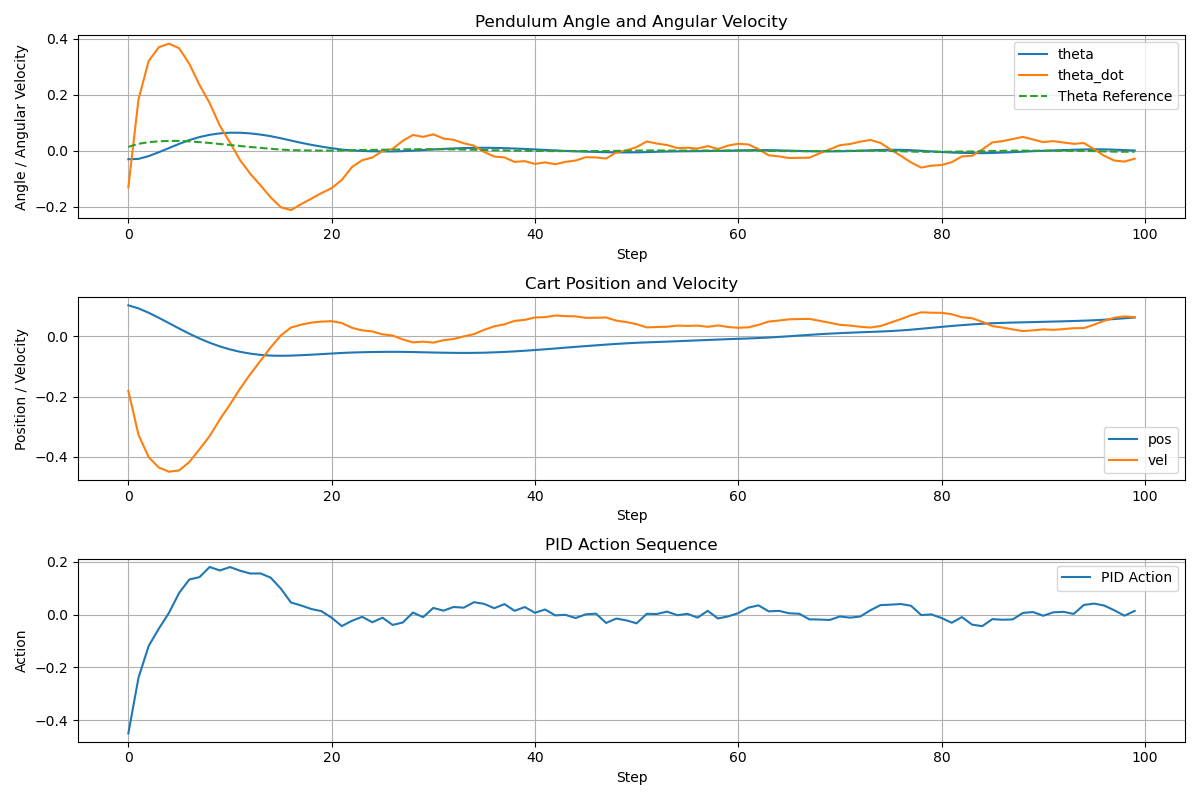 Pendulum Angle and Angular Velocity
Angle / Angular Velocity
0.4
0.2
0.0
−0.2
theta
theta_dot
Theta Reference
0 20 40 60 80 100
Step
Cart Position and Velocity
Position / Velocity
0.0
−0.2
−0.4
pos
vel
0 20 40 60 80 100
Step
PID Action Sequence
Action
0.2
0.0
−0.2
−0.4
PID Action
0 20 40 60 80 100
Step